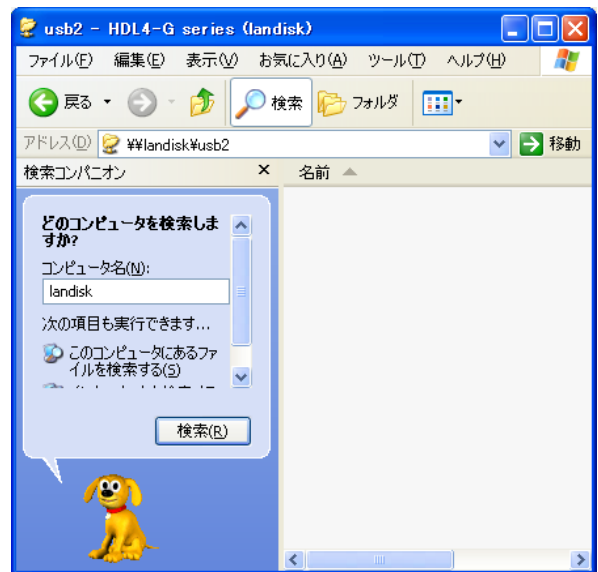 usb2 - HDL4-G series (landisk)
ファイル(F) 編集(E) 表示(V) お気に入り(A) ツール(T) ヘルプ(H)
戻る 検索 フォルダ
アドレス(D) ¥¥landisk¥usb2 移動
検索コンパニオン × 名前
どのコンピュータを検索しま
すか?
コンピュータ名(N):
landisk
次の項目も実行できます...
このコンピュータにあるファ
イルを検索する(S)
検索(R)